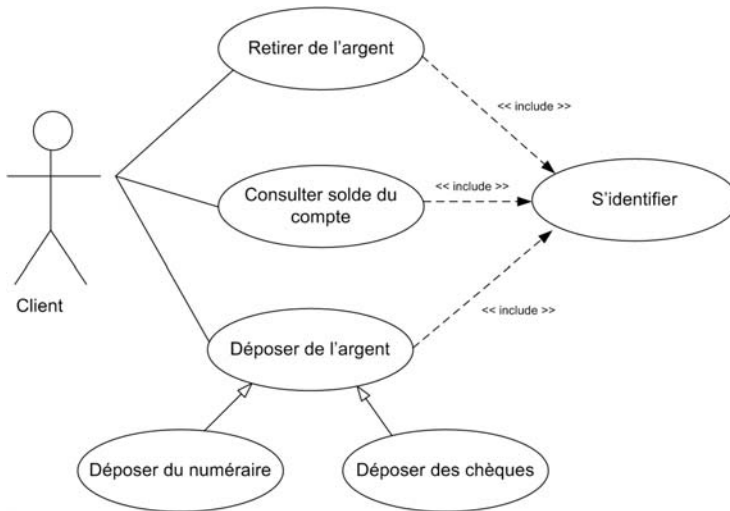 Retirer de l'argent
<< include >>
Consulter solde du
compte
<< include >>
S'identifier
Client
<< include >>
Déposer de l'argent
Déposer du numéraire
Déposer des chèques